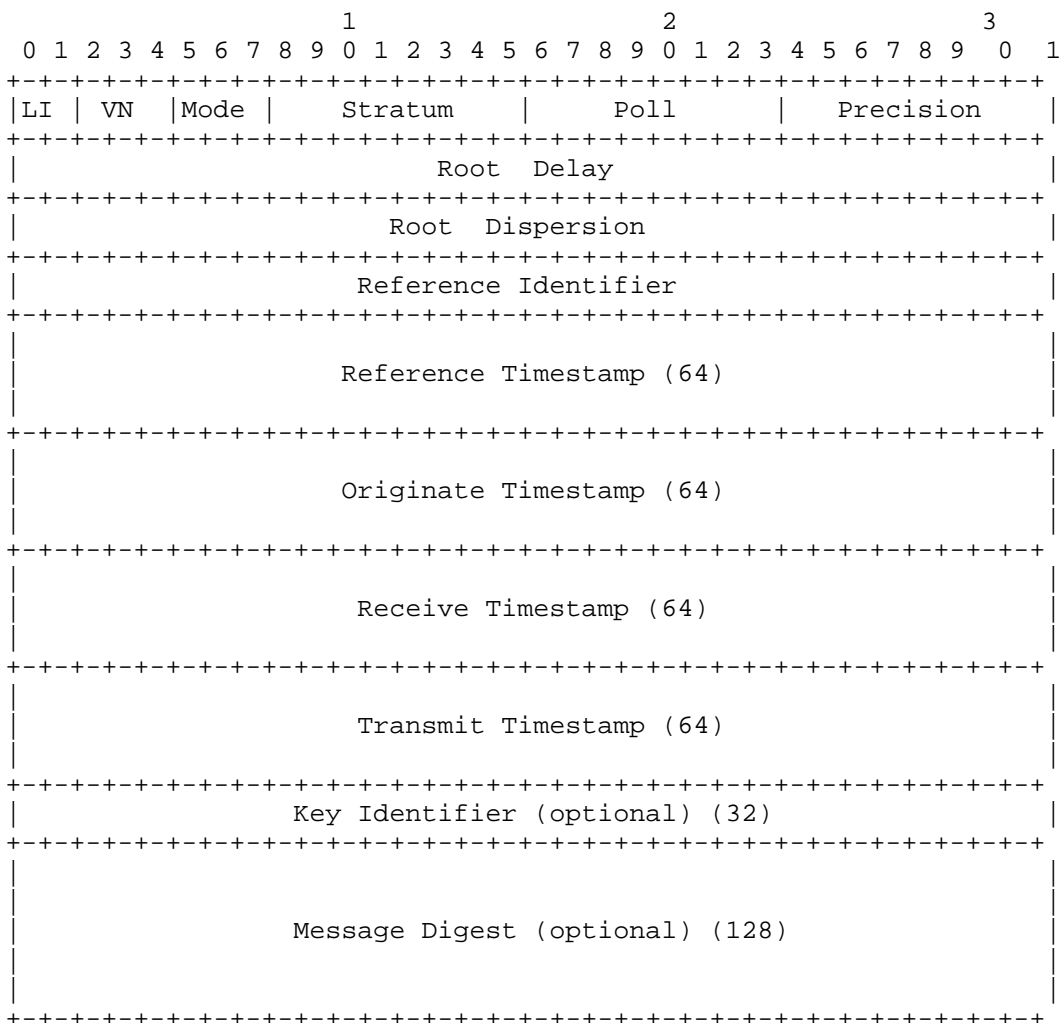 1                   2                   3
 0 1 2 3 4 5 6 7 8 9 0 1 2 3 4 5 6 7 8 9 0 1 2 3 4 5 6 7 8 9  0  1
+-+-+-+-+-+-+-+-+-+-+-+-+-+-+-+-+-+-+-+-+-+-+-+-+-+-+-+-+-+-+-+-+
|LI | VN  |Mode |    Stratum    |     Poll      |   Precision    |
+-+-+-+-+-+-+-+-+-+-+-+-+-+-+-+-+-+-+-+-+-+-+-+-+-+-+-+-+-+-+-+-+
|                          Root  Delay                           |
+-+-+-+-+-+-+-+-+-+-+-+-+-+-+-+-+-+-+-+-+-+-+-+-+-+-+-+-+-+-+-+-+
|                       Root  Dispersion                         |
+-+-+-+-+-+-+-+-+-+-+-+-+-+-+-+-+-+-+-+-+-+-+-+-+-+-+-+-+-+-+-+-+
|                     Reference Identifier                       |
+-+-+-+-+-+-+-+-+-+-+-+-+-+-+-+-+-+-+-+-+-+-+-+-+-+-+-+-+-+-+-+-+
|                                                                |
|                    Reference Timestamp (64)                    |
|                                                                |
+-+-+-+-+-+-+-+-+-+-+-+-+-+-+-+-+-+-+-+-+-+-+-+-+-+-+-+-+-+-+-+-+
|                                                                |
|                    Originate Timestamp (64)                    |
|                                                                |
+-+-+-+-+-+-+-+-+-+-+-+-+-+-+-+-+-+-+-+-+-+-+-+-+-+-+-+-+-+-+-+-+
|                                                                |
|                     Receive Timestamp (64)                     |
|                                                                |
+-+-+-+-+-+-+-+-+-+-+-+-+-+-+-+-+-+-+-+-+-+-+-+-+-+-+-+-+-+-+-+-+
|                                                                |
|                     Transmit Timestamp (64)                    |
|                                                                |
+-+-+-+-+-+-+-+-+-+-+-+-+-+-+-+-+-+-+-+-+-+-+-+-+-+-+-+-+-+-+-+-+
|                 Key Identifier (optional) (32)                 |
+-+-+-+-+-+-+-+-+-+-+-+-+-+-+-+-+-+-+-+-+-+-+-+-+-+-+-+-+-+-+-+-+
|                                                                |
|                                                                |
|                 Message Digest (optional) (128)                |
|                                                                |
|                                                                |
+-+-+-+-+-+-+-+-+-+-+-+-+-+-+-+-+-+-+-+-+-+-+-+-+-+-+-+-+-+-+-+-+